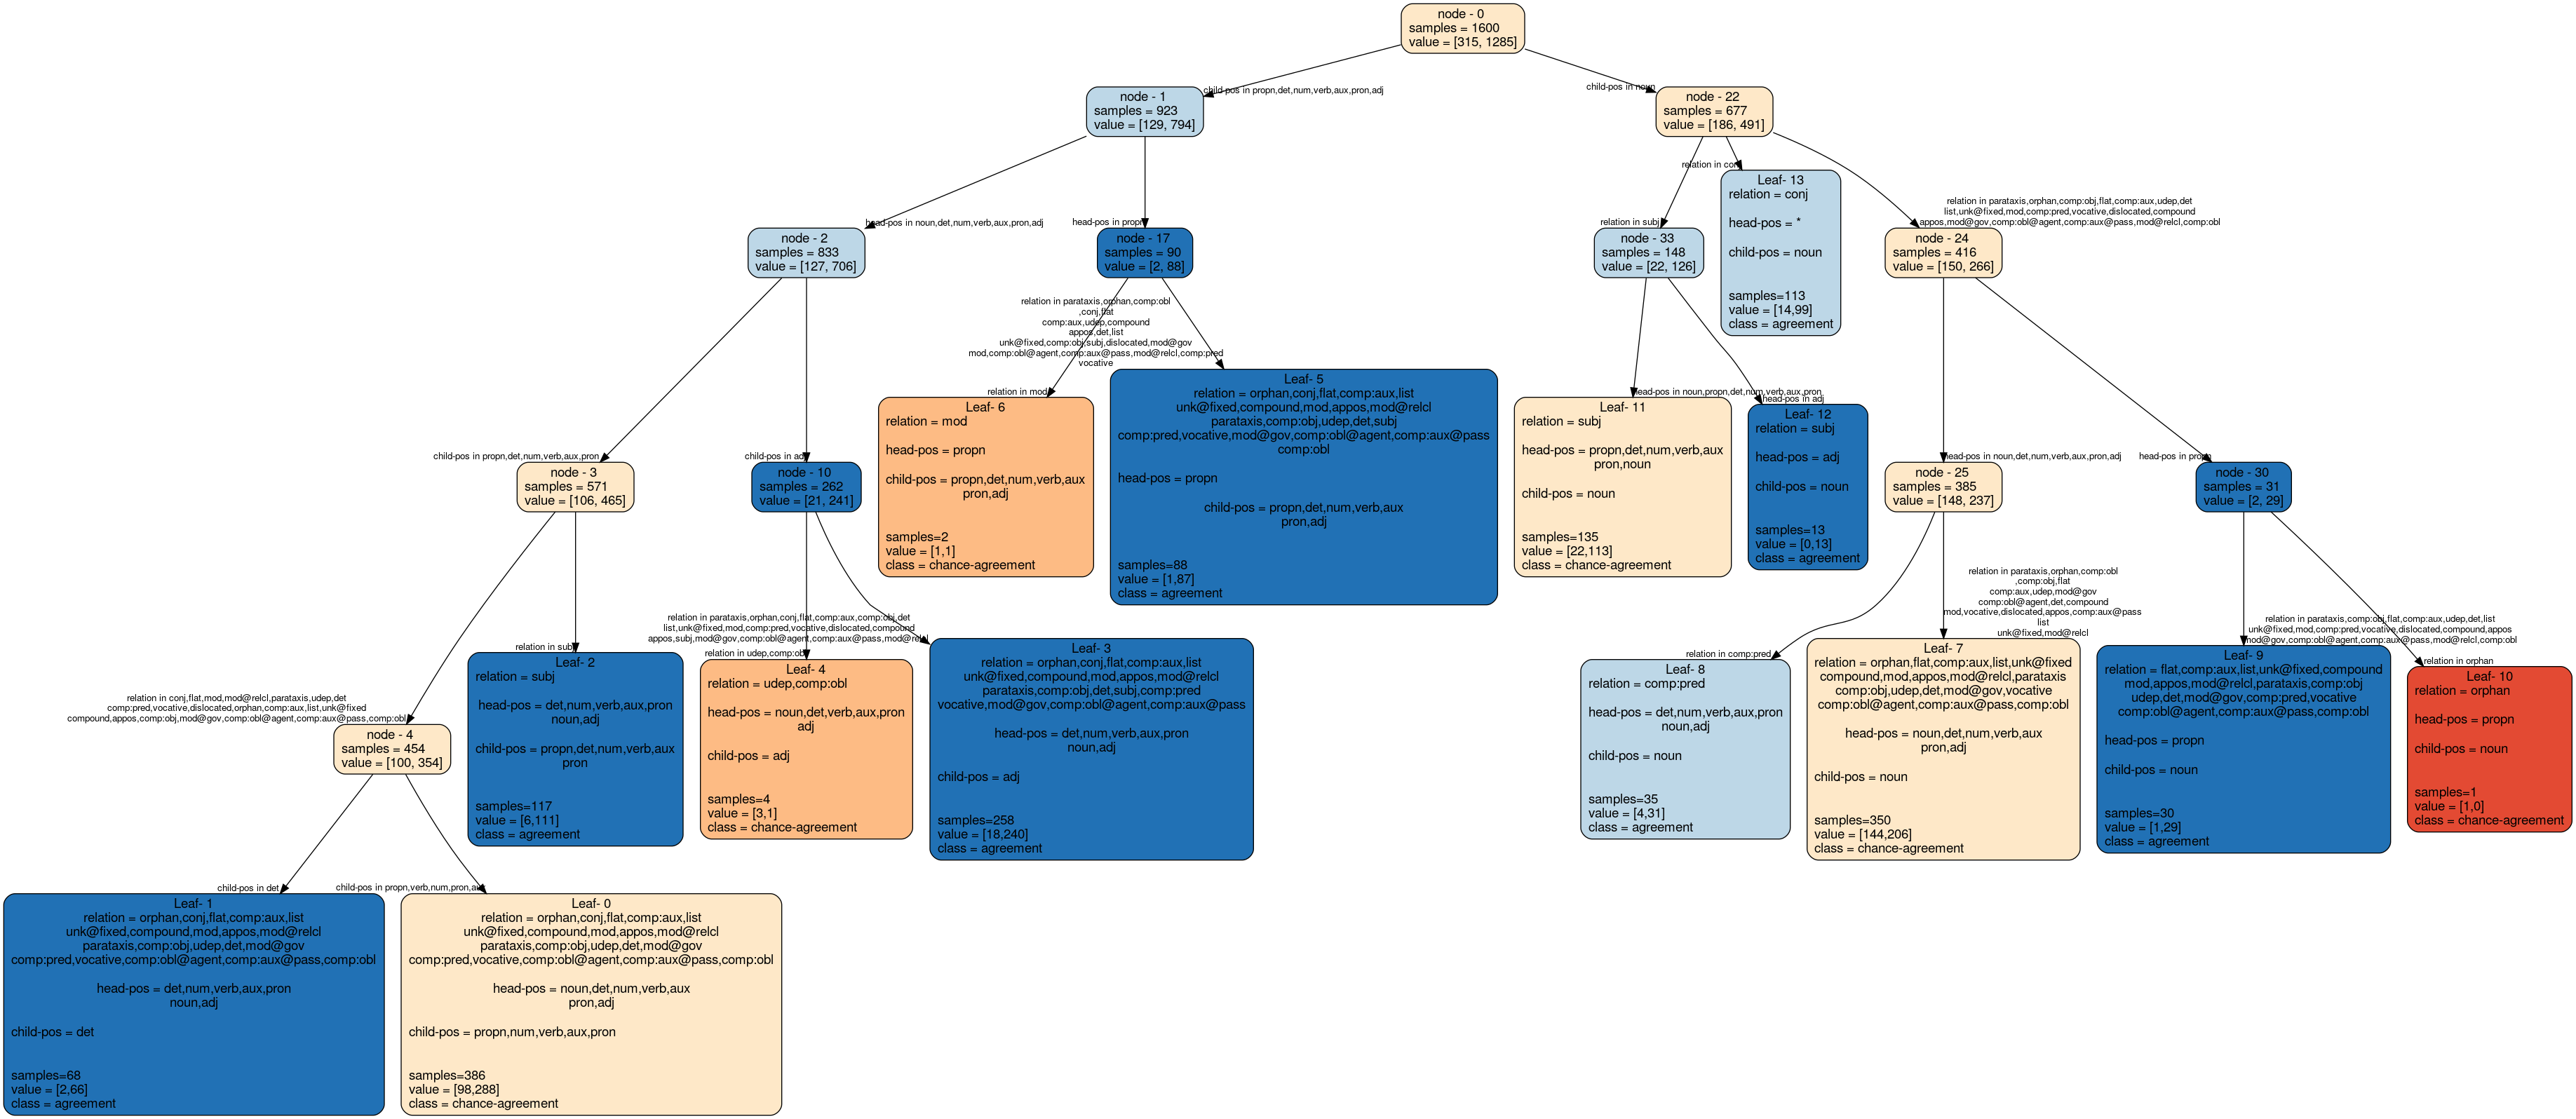 node - 0
samples = 1600
value = [315, 1285]
child-pos in propn,det,num,verb,aux,pron,adj
child-pos in noun
node - 1
samples = 923
value = [129, 794]
node - 22
samples = 677
value = [186, 491]
head-pos in noun,det,num,verb,aux,pron,adj
head-pos in propn
relation in subj
relation in conj
relation in parataxis,orphan,comp:obj,flat,comp:aux,udep,det
list,unk@fixed,mod,comp:pred,vocative,dislocated,compound
appos,mod@gov,comp:obl@agent,comp:aux@pass,mod@relcl,comp:obl
node - 2
samples = 833
value = [127, 706]
node - 17
samples = 90
value = [2, 88]
node - 33
samples = 148
value = [22, 126]
Leaf- 13
relation = conj
head-pos = *
child-pos = noun
samples=113
value = [14,99]
class = agreement
node - 24
samples = 416
value = [150, 266]
child-pos in propn,det,num,verb,aux,pron
child-pos in adj
relation in mod
relation in parataxis,orphan,comp:obl
,conj,flat
comp:aux,udep,compound
appos,det,list
unk@fixed,comp:obj,subj,dislocated,mod@gov
mod,comp:obl@agent,comp:aux@pass,mod@relcl,comp:pred
vocative
head-pos in noun,propn,det,num,verb,aux,pron
head-pos in adj
head-pos in noun,det,num,verb,aux,pron,adj
head-pos in propn
node - 3
samples = 571
value = [106, 465]
node - 10
samples = 262
value = [21, 241]
Leaf- 6
relation = mod
head-pos = propn
child-pos = propn,det,num,verb,aux
pron,adj
samples=2
value = [1,1]
class = chance-agreement
Leaf- 5
relation = orphan,conj,flat,comp:aux,list
unk@fixed,compound,mod,appos,mod@relcl
parataxis,comp:obj,udep,det,subj
comp:pred,vocative,mod@gov,comp:obl@agent,comp:aux@pass
comp:obl
head-pos = propn
child-pos = propn,det,num,verb,aux
pron,adj
samples=88
value = [1,87]
class = agreement
Leaf- 11
relation = subj
head-pos = propn,det,num,verb,aux
pron,noun
child-pos = noun
samples=135
value = [22,113]
class = chance-agreement
Leaf- 12
relation = subj
head-pos = adj
child-pos = noun
samples=13
value = [0,13]
class = agreement
node - 25
samples = 385
value = [148, 237]
node - 30
samples = 31
value = [2, 29]
relation in conj,flat,mod,mod@relcl,parataxis,udep,det
comp:pred,vocative,dislocated,orphan,comp:aux,list,unk@fixed
compound,appos,comp:obj,mod@gov,comp:obl@agent,comp:aux@pass,comp:obl
relation in subj
relation in udep,comp:obl
relation in parataxis,orphan,conj,flat,comp:aux,comp:obj,det
list,unk@fixed,mod,comp:pred,vocative,dislocated,compound
appos,subj,mod@gov,comp:obl@agent,comp:aux@pass,mod@relcl
relation in comp:pred
relation in parataxis,orphan,comp:obl
,comp:obj,flat
comp:aux,udep,mod@gov
comp:obl@agent,det,compound
mod,vocative,dislocated,appos,comp:aux@pass
list
unk@fixed,mod@relcl
relation in parataxis,comp:obj,flat,comp:aux,udep,det,list
unk@fixed,mod,comp:pred,vocative,dislocated,compound,appos
mod@gov,comp:obl@agent,comp:aux@pass,mod@relcl,comp:obl
relation in orphan
node - 4
samples = 454
value = [100, 354]
Leaf- 2
relation = subj
head-pos = det,num,verb,aux,pron
noun,adj
child-pos = propn,det,num,verb,aux
pron
samples=117
value = [6,111]
class = agreement
Leaf- 4
relation = udep,comp:obl
head-pos = noun,det,verb,aux,pron
adj
child-pos = adj
samples=4
value = [3,1]
class = chance-agreement
Leaf- 3
relation = orphan,conj,flat,comp:aux,list
unk@fixed,compound,mod,appos,mod@relcl
parataxis,comp:obj,det,subj,comp:pred
vocative,mod@gov,comp:obl@agent,comp:aux@pass
head-pos = det,num,verb,aux,pron
noun,adj
child-pos = adj
samples=258
value = [18,240]
class = agreement
Leaf- 8
relation = comp:pred
head-pos = det,num,verb,aux,pron
noun,adj
child-pos = noun
samples=35
value = [4,31]
class = agreement
Leaf- 7
relation = orphan,flat,comp:aux,list,unk@fixed
compound,mod,appos,mod@relcl,parataxis
comp:obj,udep,det,mod@gov,vocative
comp:obl@agent,comp:aux@pass,comp:obl
head-pos = noun,det,num,verb,aux
pron,adj
child-pos = noun
samples=350
value = [144,206]
class = chance-agreement
Leaf- 9
relation = flat,comp:aux,list,unk@fixed,compound
mod,appos,mod@relcl,parataxis,comp:obj
udep,det,mod@gov,comp:pred,vocative
comp:obl@agent,comp:aux@pass,comp:obl
head-pos = propn
child-pos = noun
samples=30
value = [1,29]
class = agreement
Leaf- 10
relation = orphan
head-pos = propn
child-pos = noun
samples=1
value = [1,0]
class = chance-agreement
child-pos in det
child-pos in propn,verb,num,pron,aux
Leaf- 1
relation = orphan,conj,flat,comp:aux,list
unk@fixed,compound,mod,appos,mod@relcl
parataxis,comp:obj,udep,det,mod@gov
comp:pred,vocative,comp:obl@agent,comp:aux@pass,comp:obl
head-pos = det,num,verb,aux,pron
noun,adj
child-pos = det
samples=68
value = [2,66]
class = agreement
Leaf- 0
relation = orphan,conj,flat,comp:aux,list
unk@fixed,compound,mod,appos,mod@relcl
parataxis,comp:obj,udep,det,mod@gov
comp:pred,vocative,comp:obl@agent,comp:aux@pass,comp:obl
head-pos = noun,det,num,verb,aux
pron,adj
child-pos = propn,num,verb,aux,pron
samples=386
value = [98,288]
class = chance-agreement